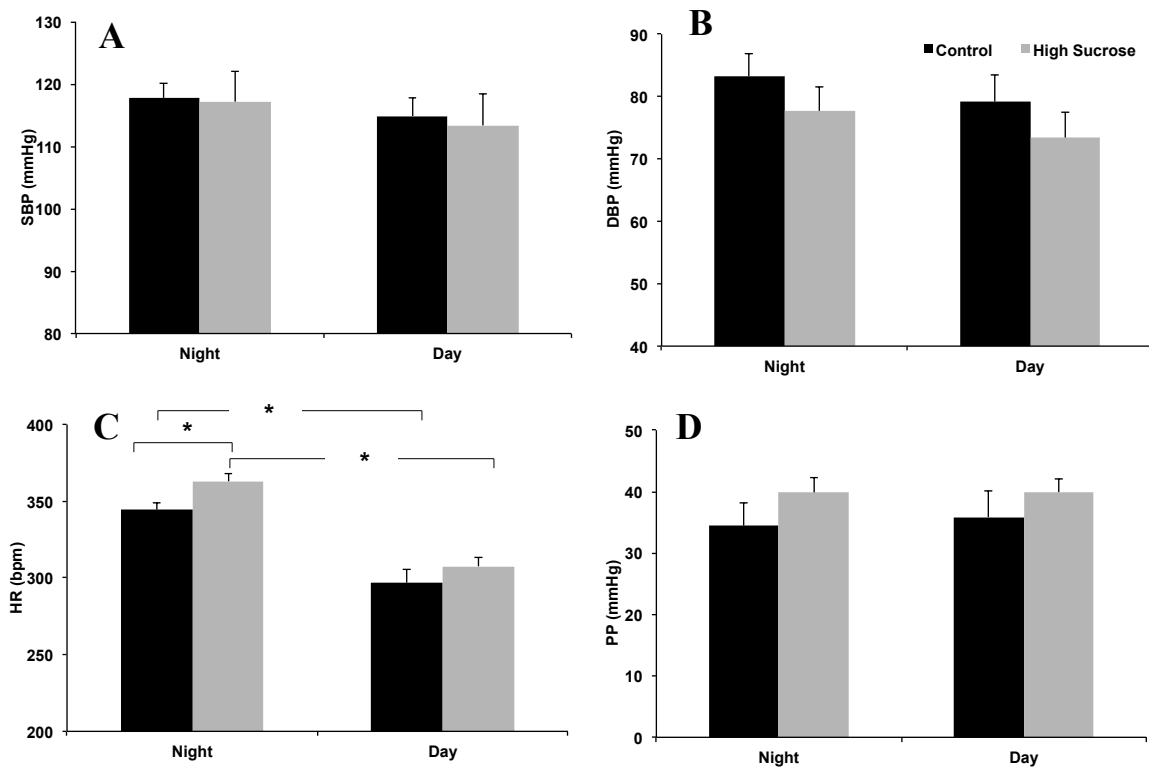 A
130
120
110
100
90
80
SBP (mmHg)
Night Day
B
Control High Sucrose
90
80
70
60
50
40
DBP (mmHg)
Night Day
C
400
350
300
250
200
HR (bpm)
*
*
*
Night Day
D
50
40
30
20
10
0
PP (mmHg)
Night Day